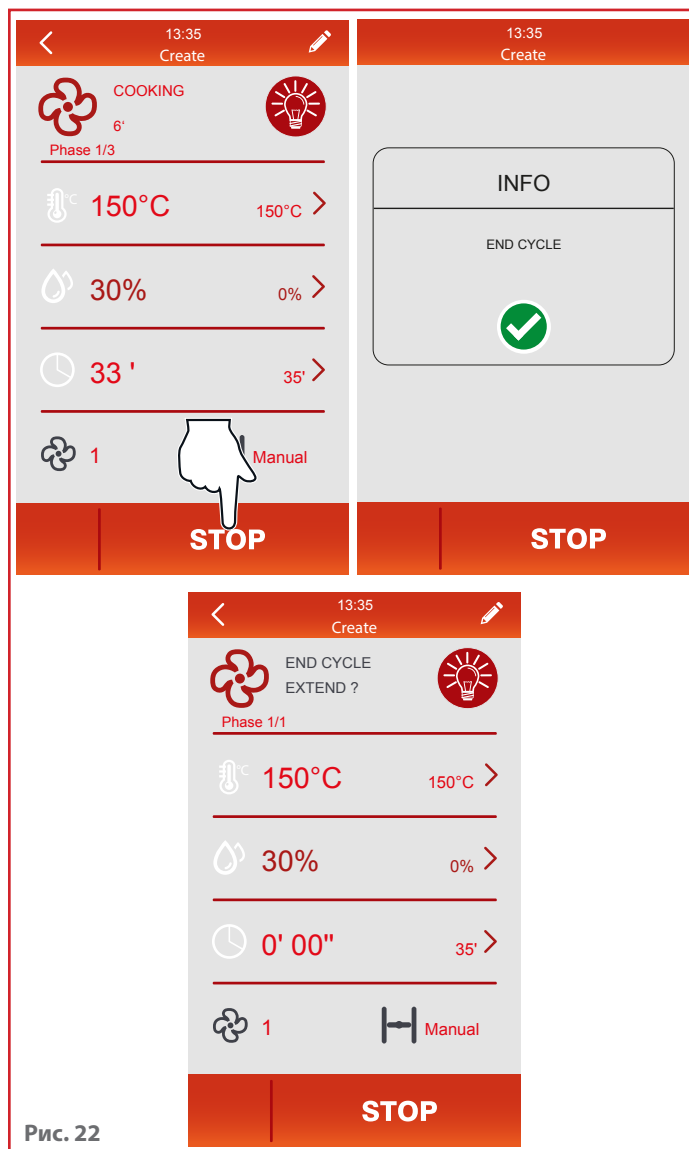 13:35
Create
COOKING
6'
Phase 1/3
°C
150°C 150°C
30% 0%
33 ' 35'
1 Manual
STOP
13:35
Create
INFO
END CYCLE
STOP
13:35
Create
END CYCLE
EXTEND ?
Phase 1/1
°C
150°C 150°C
30% 0%
0' 00" 35'
1 Manual
STOP
Рис. 22